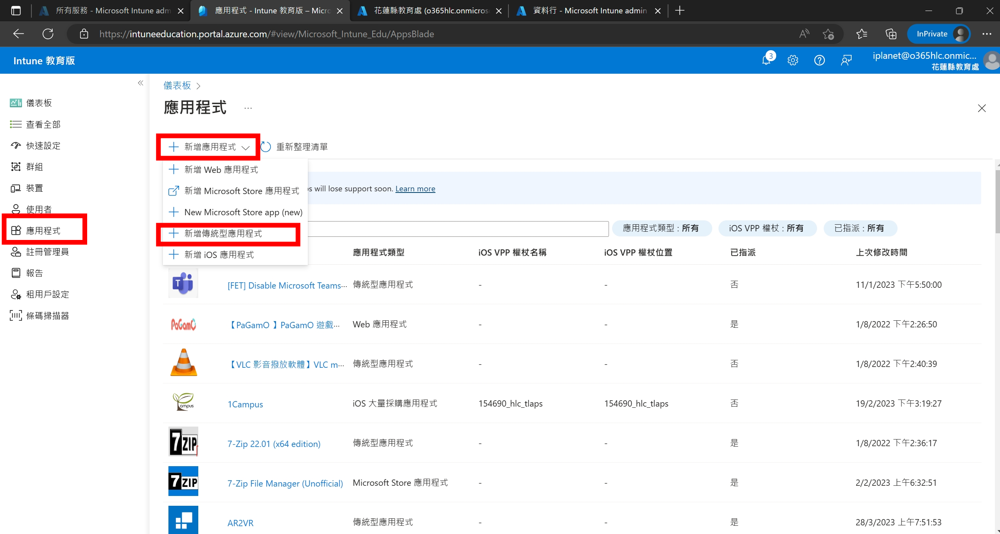 所有服務 - Microsoft Intune adm
應用程式 - Intune 教育版 – Micro
花蓮縣教育處 (o365hlc.onmicros
資料行 - Microsoft Intune admin
https://intuneeducation.portal.azure.com/#view/Microsoft_Intune_Edu/AppsBlade
InPrivate
Intune 教育版
3
iplanet@o365hlc.onmic...
花蓮縣教育處
儀表板
查看全部
快速設定
群組
裝置
使用者
應用程式
註冊管理員
報告
租用戶設定
條碼掃描器
儀表板 >
應用程式 ...
新增應用程式 重新整理清單
新增 Web 應用程式
新增 Microsoft Store 應用程式
New Microsoft Store app (new)
新增傳統型應用程式
新增 iOS 應用程式
s will lose support soon. Learn more
應用程式類型 : 所有 iOS VPP 權杖 : 所有 已指派 : 所有
應用程式類型 iOS VPP 權杖名稱 iOS VPP 權杖位置 已指派 上次修改時間
[FET] Disable Microsoft Teams... 傳統型應用程式 - - 否 11/1/2023 下午5:50:00
PaGamO 【PaGamO 】PaGamO 遊戲... Web 應用程式 - - 是 1/8/2022 下午2:26:50
【VLC 影音撥放軟體】VLC m... 傳統型應用程式 - - 否 1/8/2022 下午2:40:39
ampus 1Campus iOS 大量採購應用程式 154690_hlc_tlaps 154690_hlc_tlaps 否 19/2/2023 下午3:19:27
7ZIP 7-Zip 22.01 (x64 edition) 傳統型應用程式 - - 是 1/8/2022 下午2:36:17
7ZIP 7-Zip File Manager (Unofficial) Microsoft Store 應用程式 - - 是 2/2/2023 上午6:32:51
AR2VR 傳統型應用程式 - - 是 28/3/2023 上午7:51:53